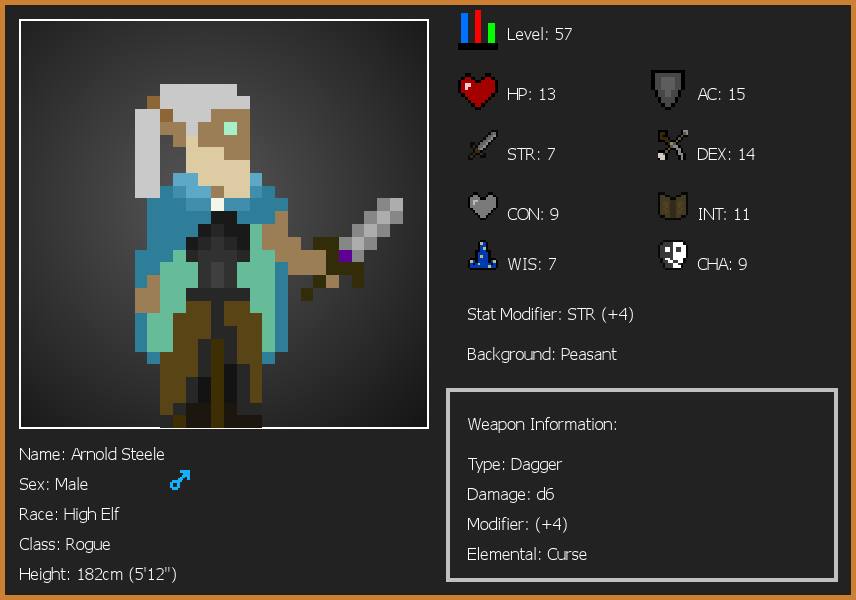 Level: 57
HP: 13
AC: 15
STR: 7
DEX: 14
CON: 9
INT: 11
WIS: 7
CHA: 9
Stat Modifier: STR (+4)
Background: Peasant
Weapon Information:
Type: Dagger
Damage: d6
Modifier: (+4)
Elemental: Curse
Name: Arnold Steele
Sex: Male
Race: High Elf
Class: Rogue
Height: 182cm (5'12")